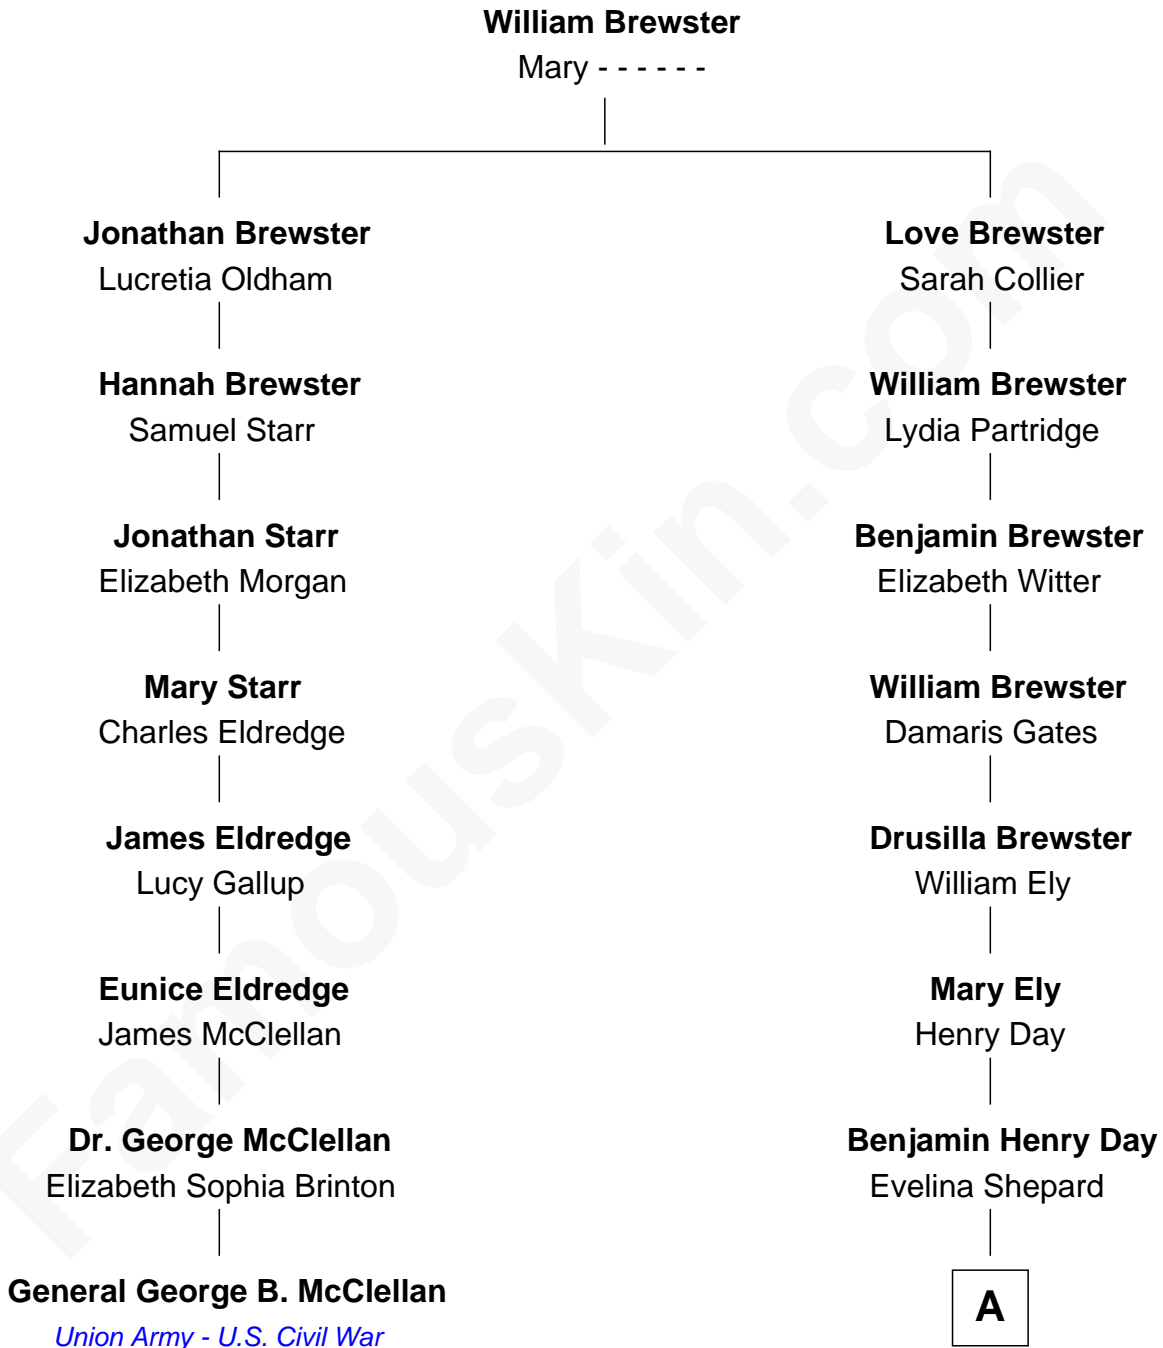 William Brewster
Mary - - - - - -
Jonathan Brewster
Lucretia Oldham
Love Brewster
Sarah Collier
Hannah Brewster
Samuel Starr
William Brewster
Lydia Partridge
Jonathan Starr
Elizabeth Morgan
Benjamin Brewster
Elizabeth Witter
Mary Starr
Charles Eldredge
William Brewster
Damaris Gates
James Eldredge
Lucy Gallup
Drusilla Brewster
William Ely
Eunice Eldredge
James McClellan
Mary Ely
Henry Day
Dr. George McClellan
Elizabeth Sophia Brinton
Benjamin Henry Day
Evelina Shepard
General George B. McClellan
Union Army - U.S. Civil War
A
FamousKin.com